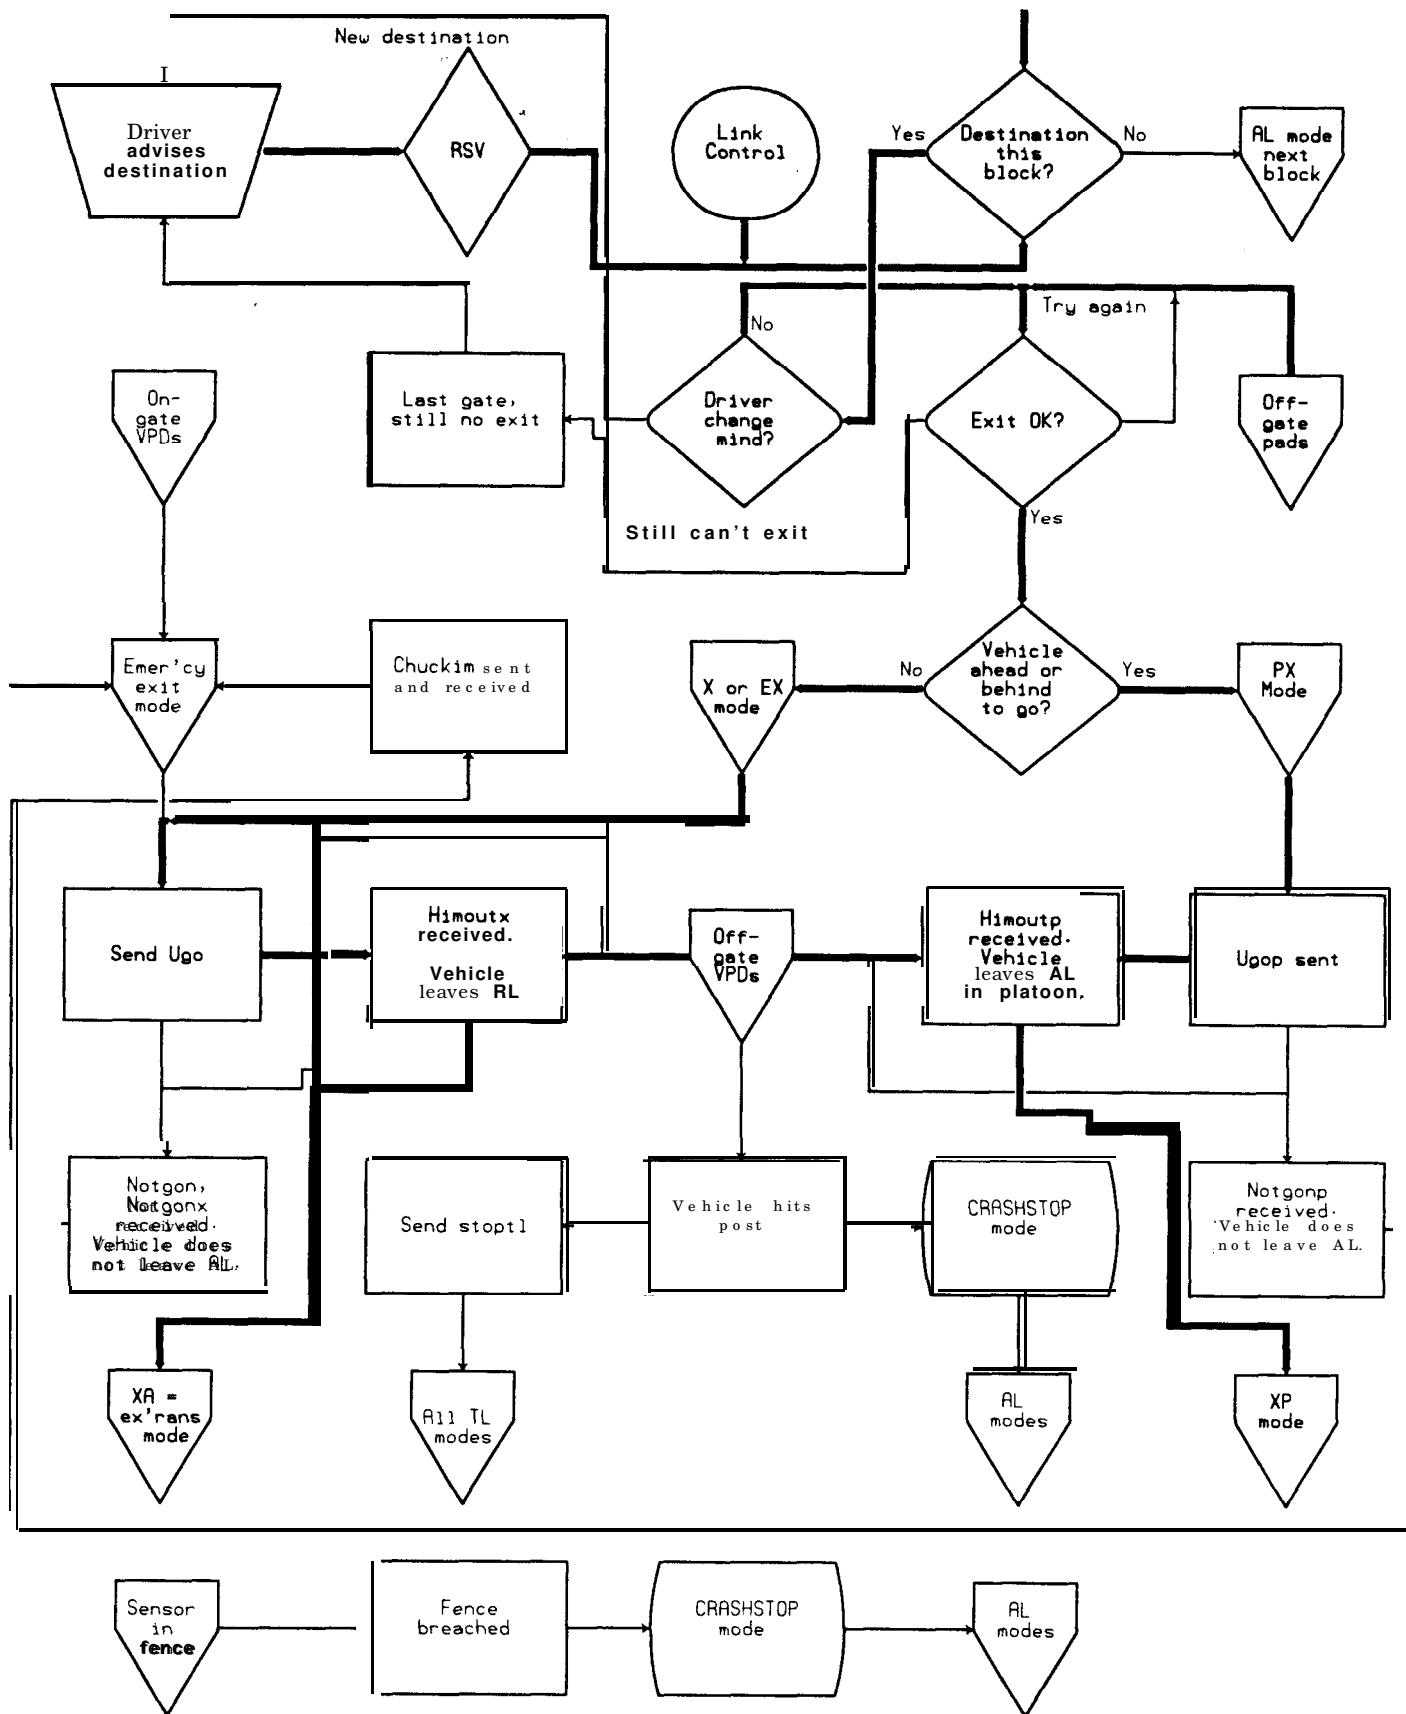 New destination
I
Driver
advises
destination
RSV
Link
Control
Yes
Destination
this
block?
No
AL mode
next
block
Try again
No
On-
gate
VPDs
Last gate,
still no exit
Driver
change
mind?
Exit OK?
Off-
gate
pads
Still can't exit
Yes
Emer'cy
exit
mode
Chuckim sent
and received
X or EX
mode
No
Vehicle
ahead or
behind
to go?
Yes
PX
Mode
Send Ugo
Himoutx
received.
Vehicle
leaves RL
Off-
gate
VPDs
Himoutp
received.
Vehicle
leaves AL
in platoon.
Ugop sent
Notgon,
Notgonx
received.
Vehicle does
not leave AL.
Send stoptl
Vehicle hits
post
CRASHSTOP
mode
Notgonp
received.
Vehicle does
not leave AL.
XA =
ex'rans
mode
All TL
modes
AL
modes
XP
mode
Sensor
in
fence
Fence
breached
CRASHSTOP
mode
AL
modes